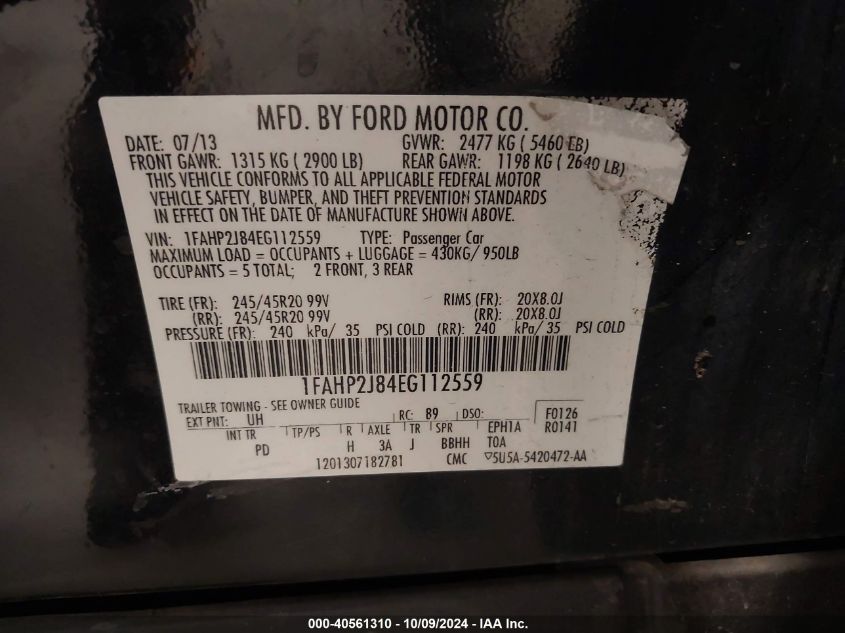 MFD. BY FORD MOTOR CO.
DATE: 07/13 GVWR: 2477 KG ( 5460 LB)
FRONT GAWR: 1315 KG ( 2900 LB) REAR GAWR: 1198 KG ( 2640 LB)
THIS VEHICLE CONFORMS TO ALL APPLICABLE FEDERAL MOTOR
VEHICLE SAFETY, BUMPER, AND THEFT PREVENTION STANDARDS
IN EFFECT ON THE DATE OF MANUFACTURE SHOWN ABOVE.
VIN: 1FAHP2J84EG112559 TYPE: Passenger Car
MAXIMUM LOAD = OCCUPANTS + LUGGAGE = 430KG/ 950LB
OCCUPANTS = 5 TOTAL; 2 FRONT, 3 REAR
TIRE (FR): 245/45R20 99V RIMS (FR): 20X8.0J
(RR): 245/45R20 99V (RR): 20X8.0J
PRESSURE (FR): 240 kPa/ 35 PSI COLD (RR): 240 kPa/ 35 PSI COLD
1FAHP2J84EG112559
TRAILER TOWING - SEE OWNER GUIDE
EXT PNT: UH RC: 89 DSO: F0126
INT TR TP/PS R AXLE TR SPR EPH1A R0141
PD H 3A J BBHH TOA
1201307182781 CMC ▽5U5A-5420472-AA
000-40561310 - 10/09/2024 - IAA Inc.